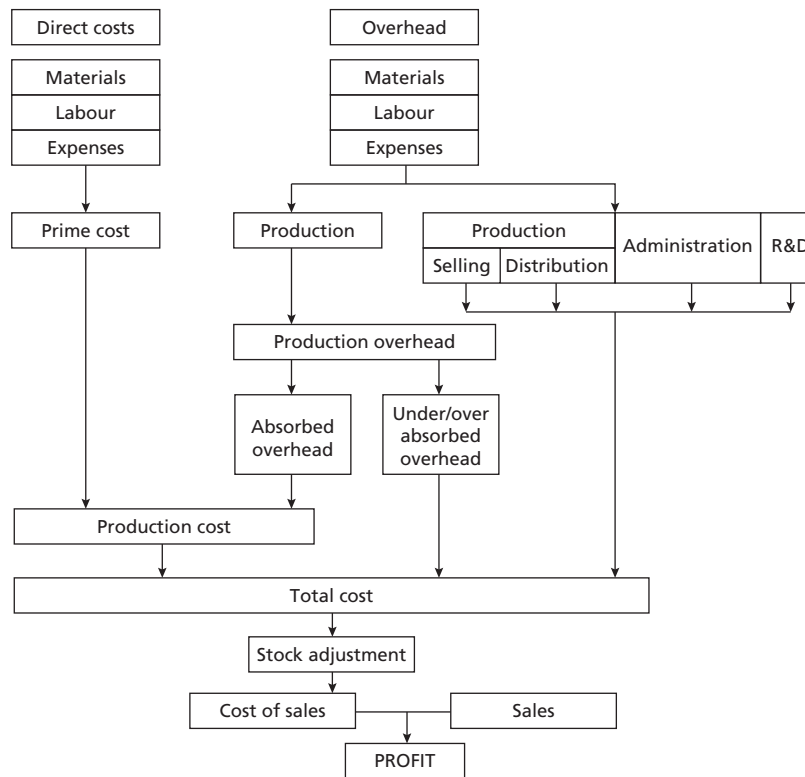 Direct costs
Overhead
Materials
Labour
Expenses
Materials
Labour
Expenses
Prime cost
Production
Production
Selling
Distribution
Administration
R&D
Production overhead
Absorbed
overhead
Under/over
absorbed
overhead
Production cost
Total cost
Stock adjustment
Cost of sales
Sales
PROFIT